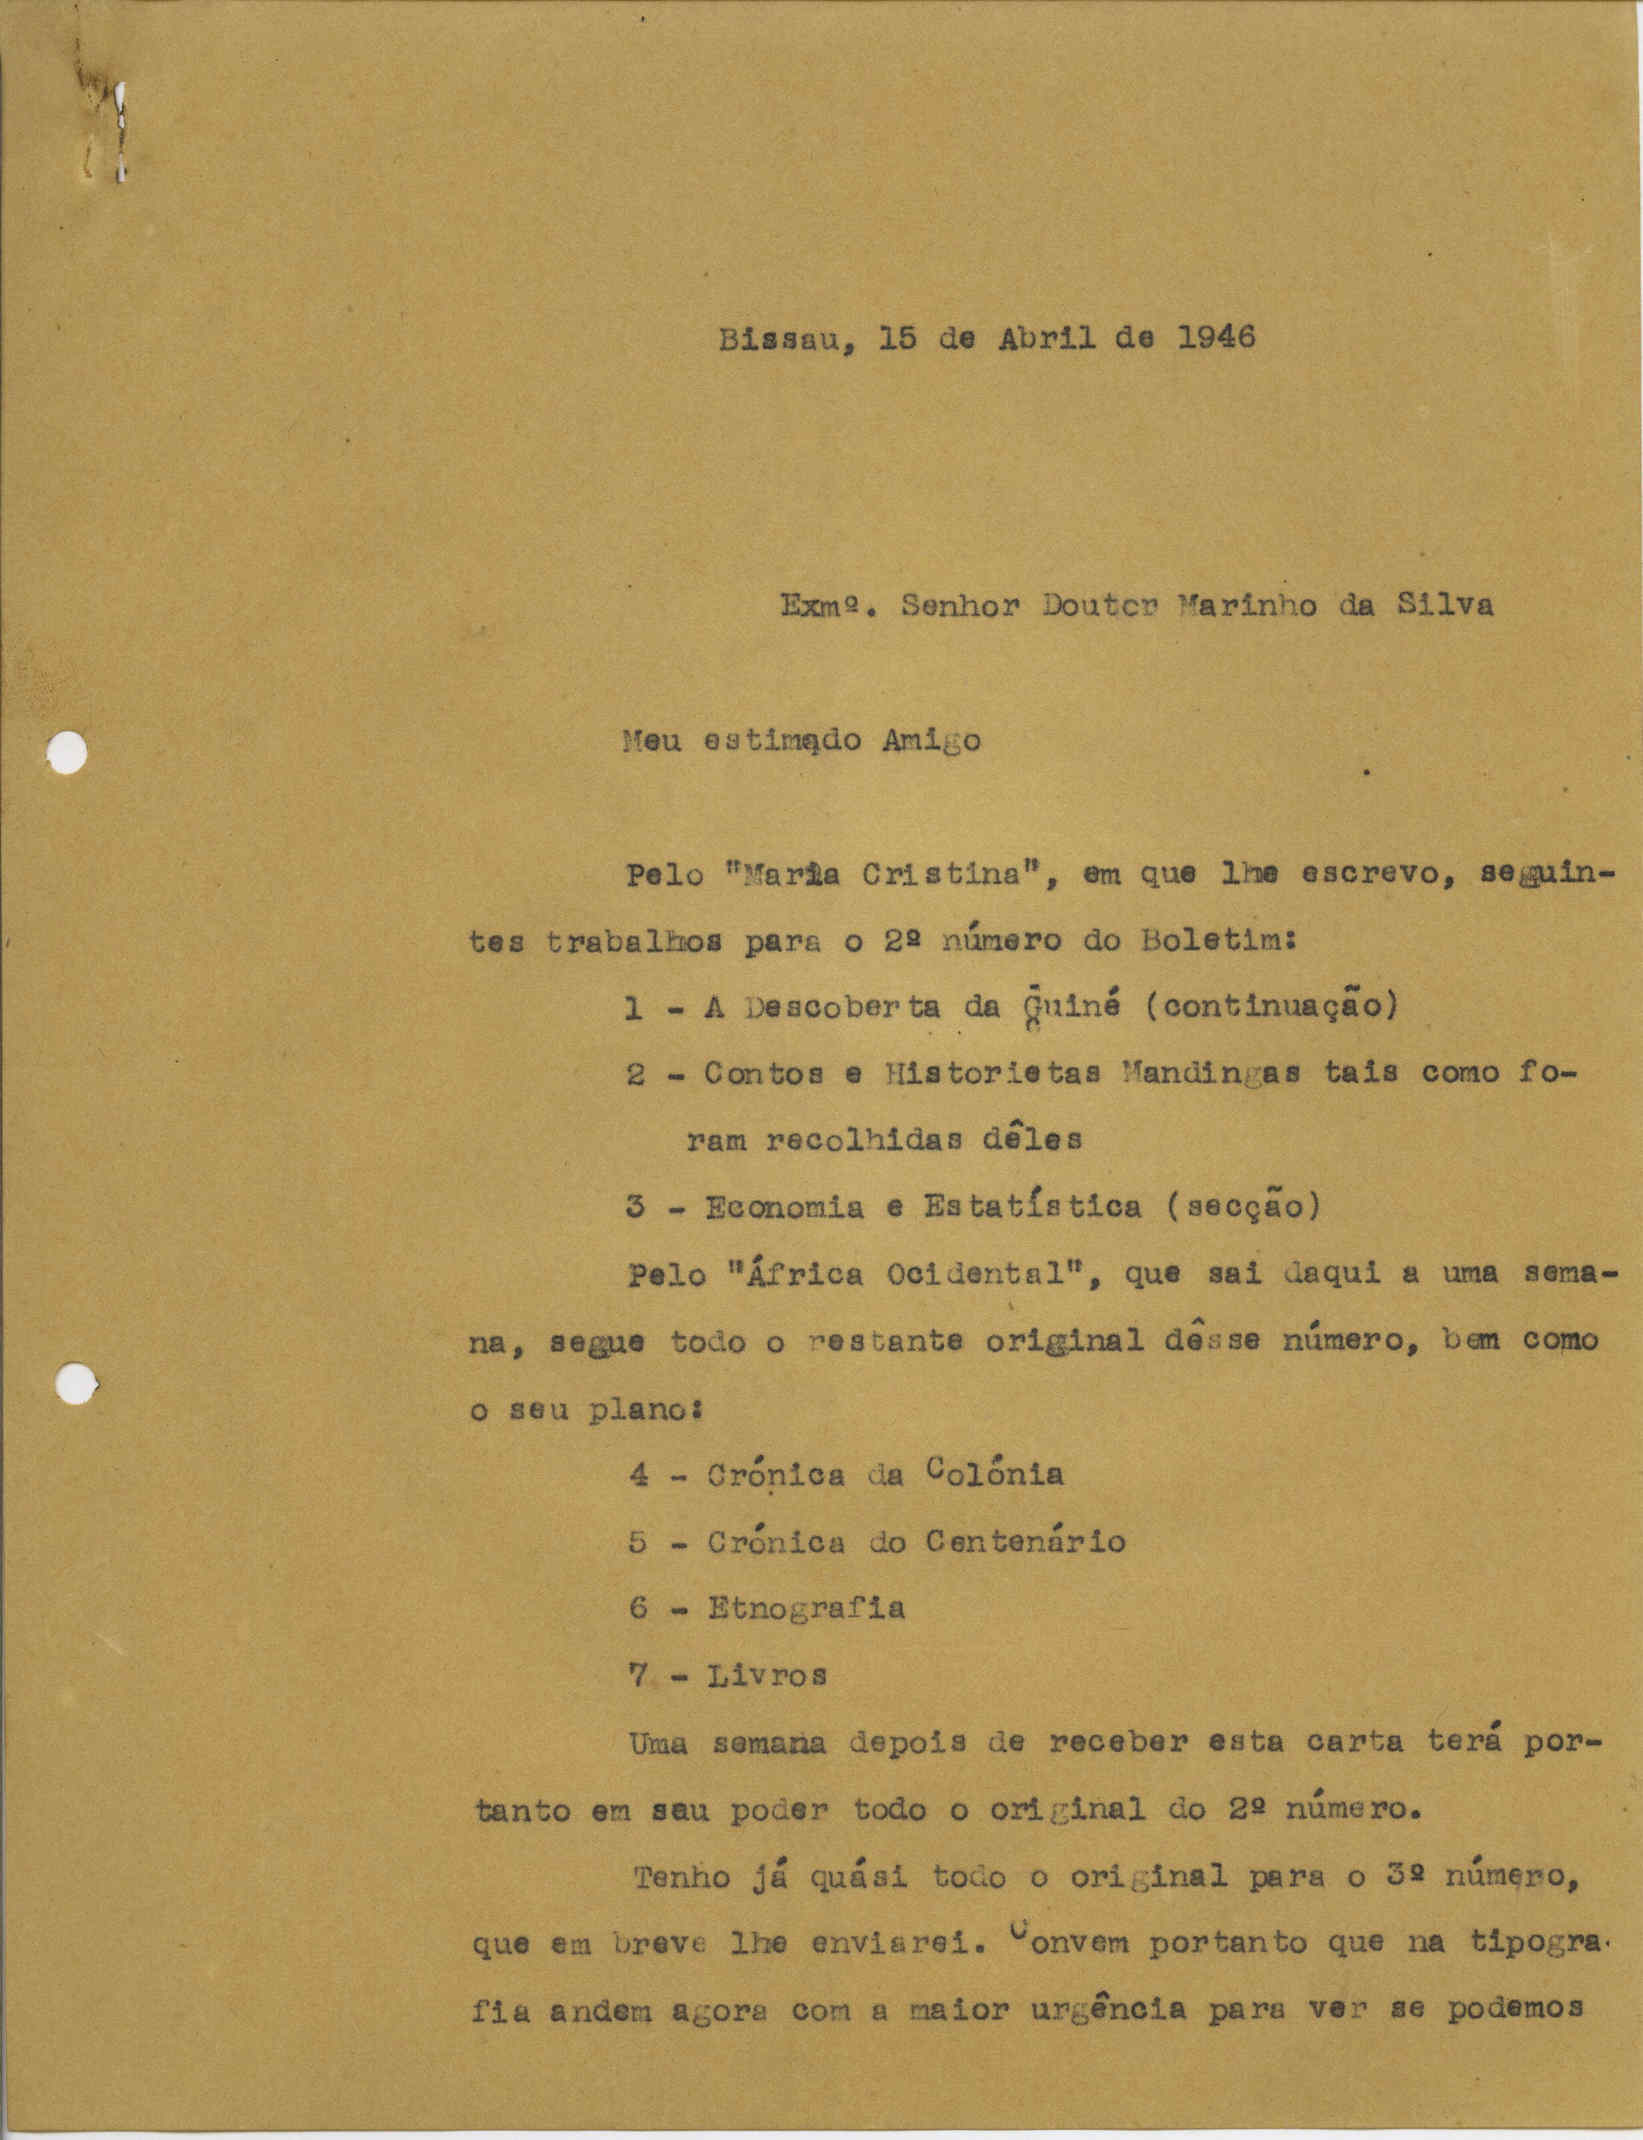 Bissau, 15 de Abril de 1946
Exmº. Senhor Doutor Marinho da Silva
Meu estimado Amigo
Pelo "Maria Cristina", em que lhe escrevo, seguin-
tes trabalhos para o 2º número do Boletim:
1 - A Descoberta da Guiné (continuação)
2 - Contos e Historietas Mandingas tais como fo-
ram recolhidas dêles
3 - Economia e Estatística (secção)
Pelo "África Ocidental", que sai daqui a uma sema-
na, segue todo o restante original dêsse número, bem como
o seu plano:
4 - Crónica da Colónia
5 - Crónica do Centenário
6 - Etnografia
7 - Livros
Uma semana depois de receber esta carta terá por-
tanto em seu poder todo o original do 2º número.
Tenho já quási todo o original para o 3º número,
que em breve lhe enviarei. Convem portanto que na tipogra-
fia andem agora com a maior urgência para ver se podemos